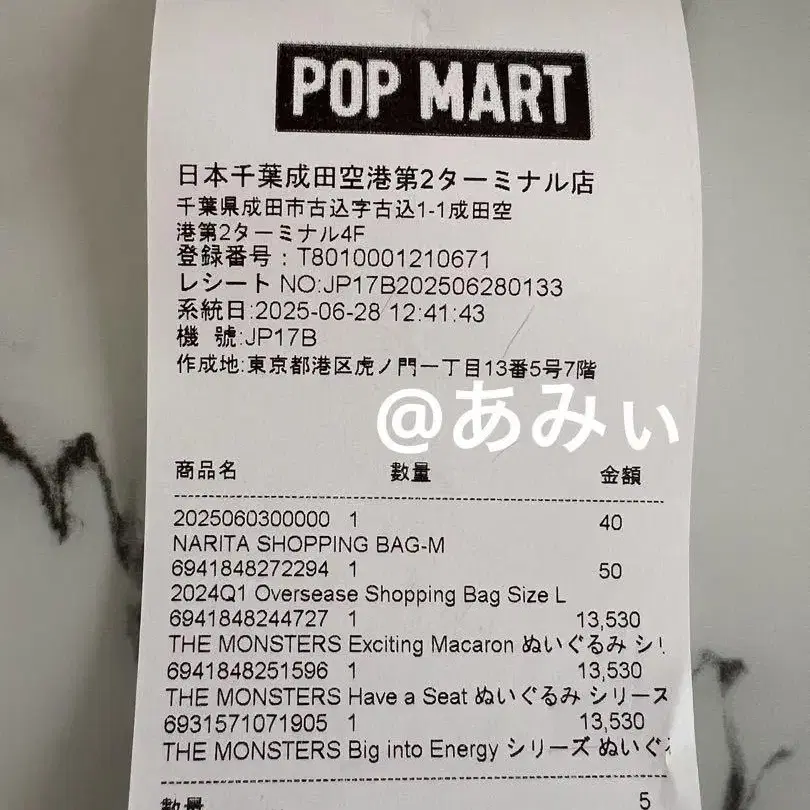 POP MART
日本千葉成田空港第2ターミナル店
千葉県成田市古込字古込1-1成田空
港第2ターミナル4F
登録番号：T8010001210671
レシート NO:JP17B202506280133
系統日:2025-06-28 12:41:43
機 號:JP17B
作成地:東京都港区虎ノ門一丁目13番5号7階
@あみぃ
商品名 數量 金額
2025060300000 1 40
NARITA SHOPPING BAG-M
6941848272294 1 50
2024Q1 Oversease Shopping Bag Size L
6941848244727 1 13,530
THE MONSTERS Exciting Macaron ぬいぐるみ シリ
6941848251596 1 13,530
THE MONSTERS Have a Seat ぬいぐるみ シリーズ
6931571071905 1 13,530
THE MONSTERS Big into Energy シリーズ ぬいぐる
数量 5